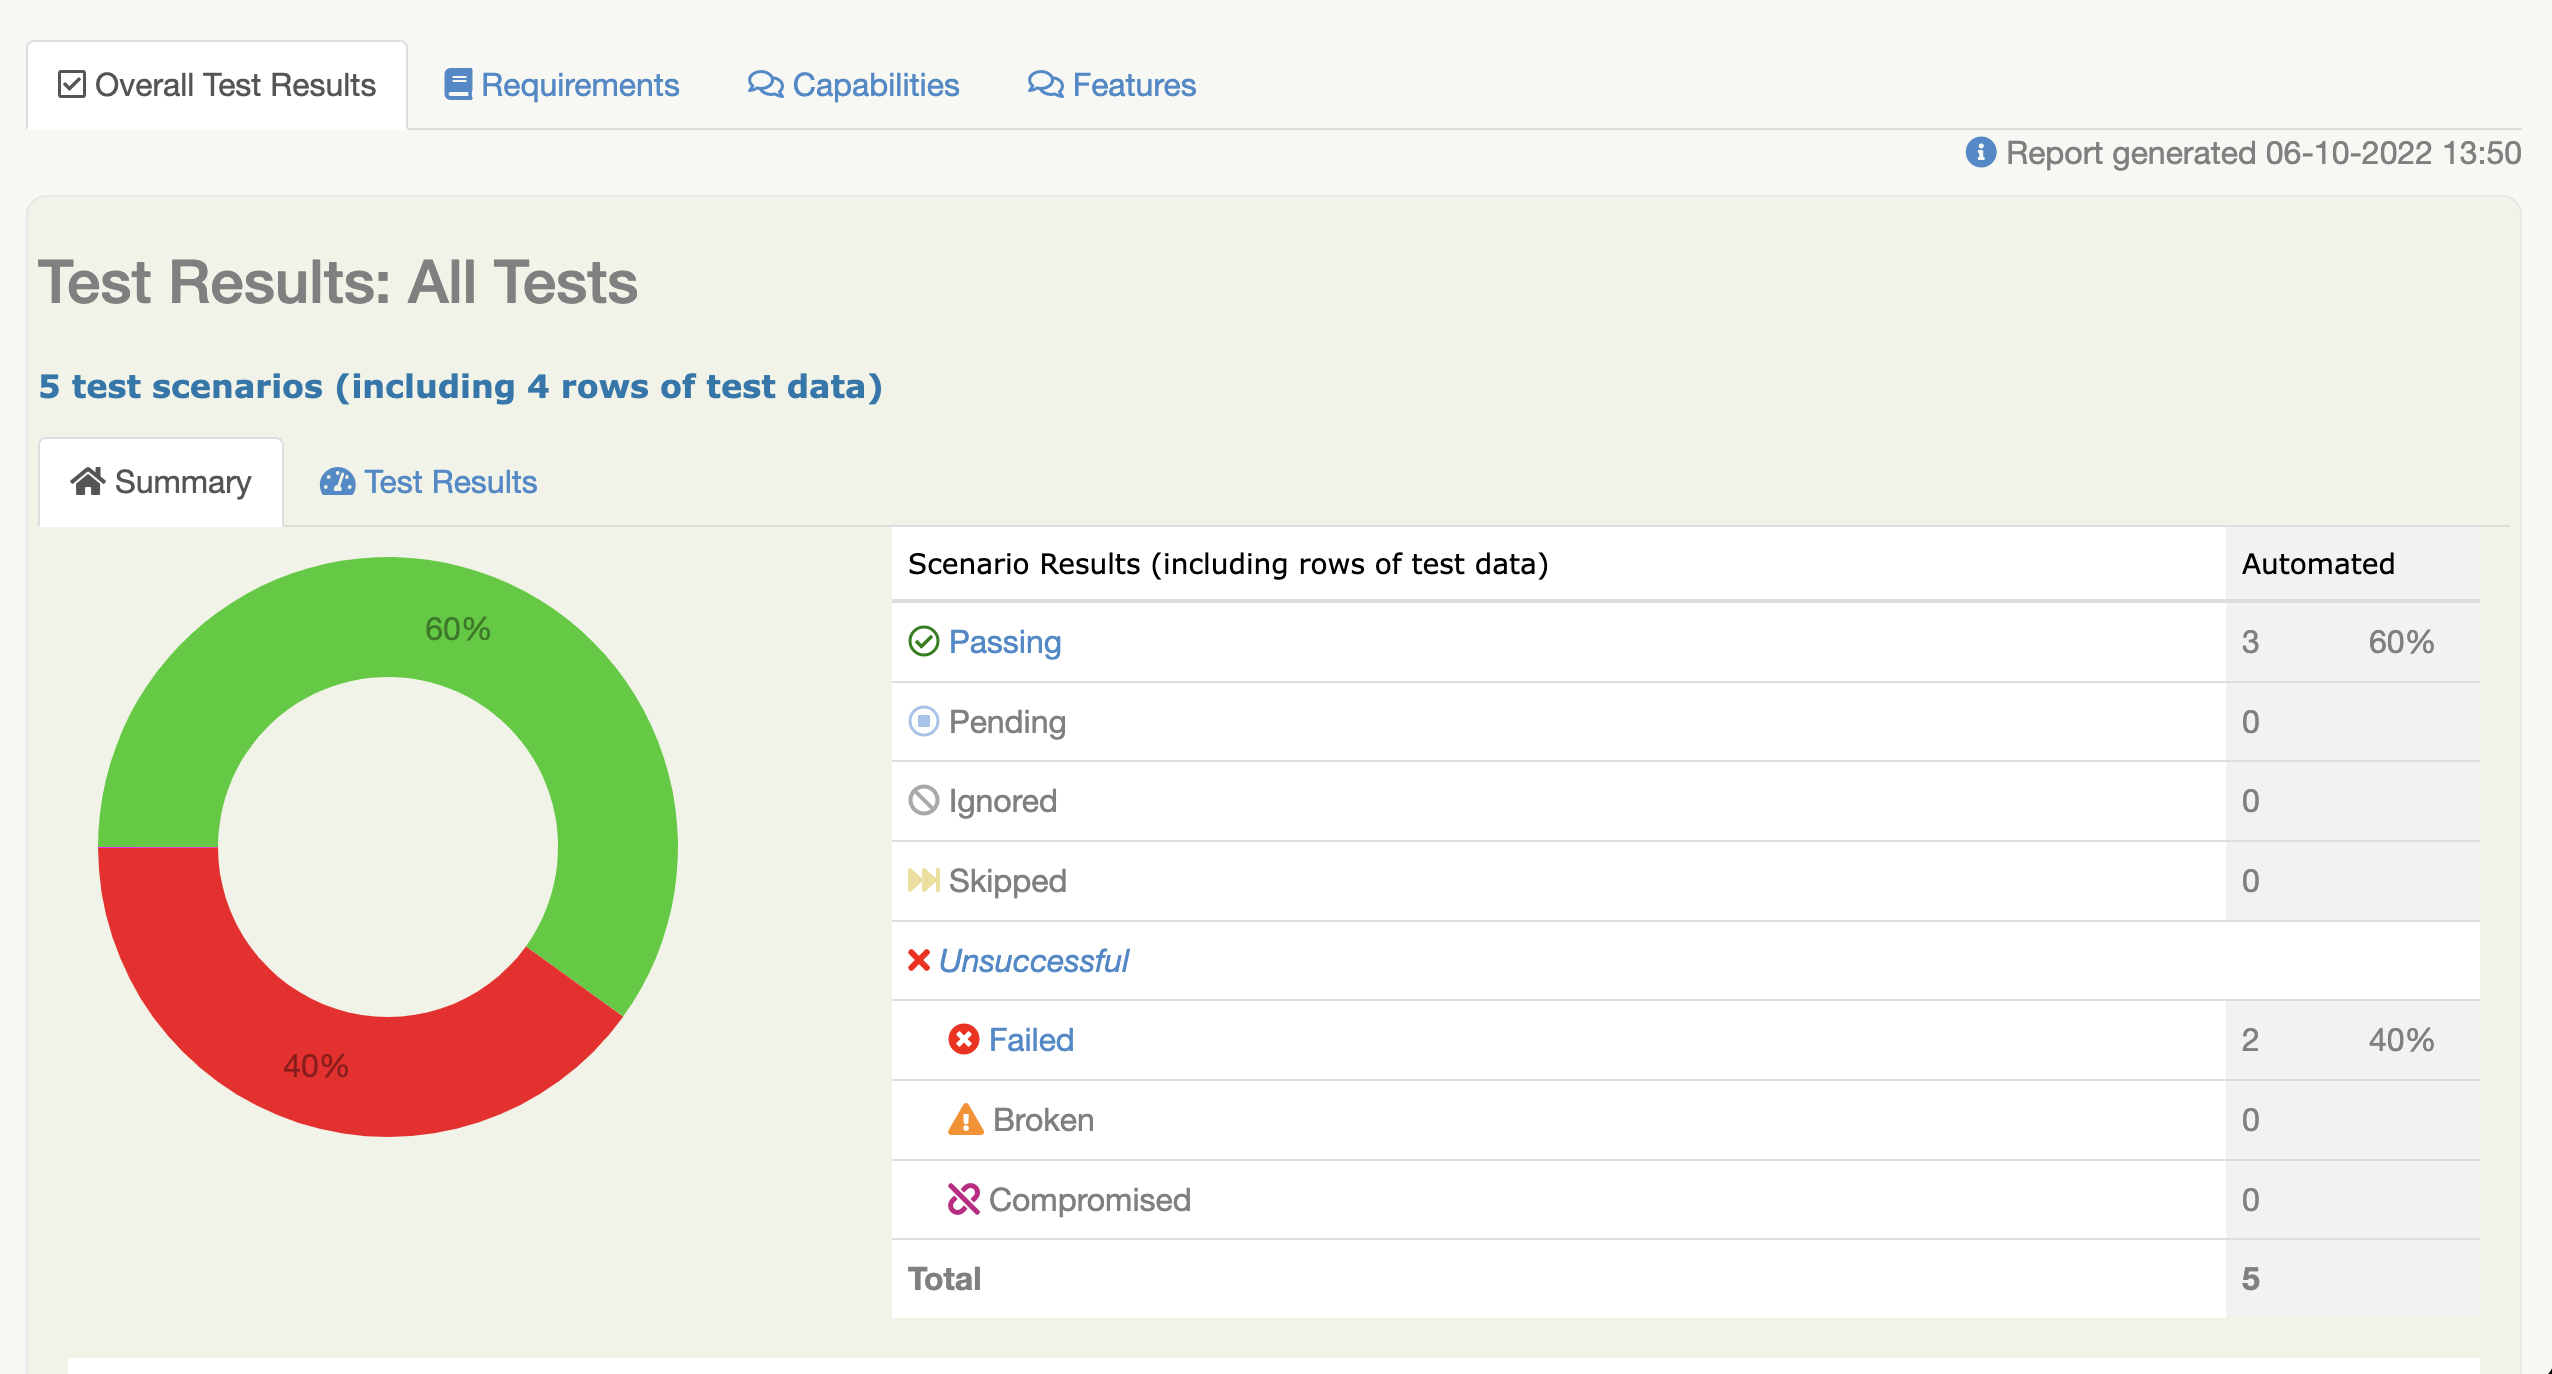 Overall Test Results Requirements Capabilities Features
Report generated 06-10-2022 13:50
Test Results: All Tests
5 test scenarios (including 4 rows of test data)
Summary Test Results
60%
40%
Scenario Results (including rows of test data) Automated
Passing 3 60%
Pending 0
Ignored 0
Skipped 0
Unsuccessful
Failed 2 40%
Broken 0
Compromised 0
Total 5